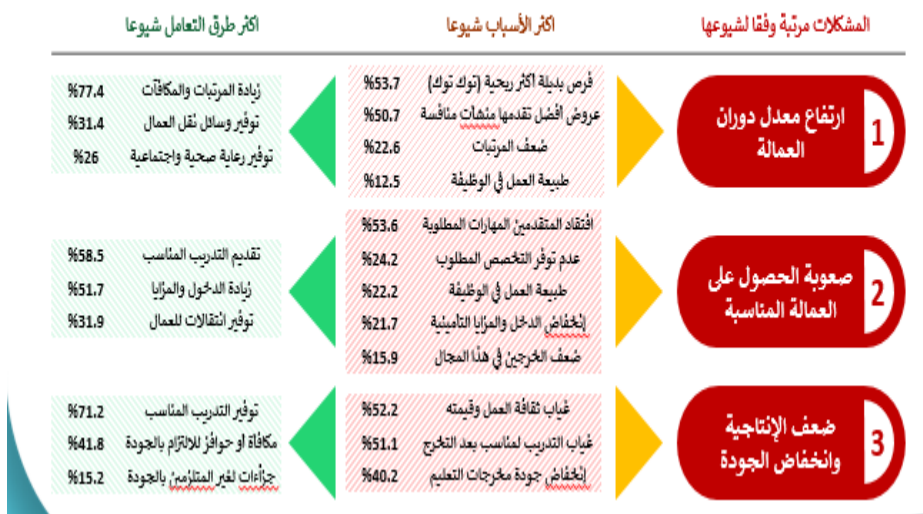 المشكلات مرتبة وفقا لشيوعها
اكثر الأسباب شيوعا
اكثر طرق التعامل شيوعا
1
ارتفاع معدل دوران
العمالة
فرص بديلة أكثر ربحية (توك توك) %53.7
عروض أفضل تقدمها منشآت منافسة %50.7
ضعف المرتبات %22.6
طبيعة العمل في الوظيفة %12.5
زيادة المرتبات والمكافآت %77.4
توفير وسائل نقل العمال %31.4
توفير رعاية صحية واجتماعية %26
2
صعوبة الحصول على
العمالة المناسبة
افتقاد المتقدمين المهارات المطلوبة %53.6
عدم توفر التخصص المطلوب %24.2
طبيعة العمل في الوظيفة %22.2
إنخفاض الدخل والمزايا التامينية %21.7
ضعف الخرجين في هذا المجال %15.9
تقديم التدريب المناسب %58.5
زيادة الدخول والمزايا %51.7
توفير انتقالات للعمال %31.9
3
ضعف الإنتاجية
وانخفاض الجودة
غياب ثقافة العمل وقيمته %52.2
غياب التدريب لمناسب بعد التخرج %51.1
إنخفاض جودة مخرجات التعليم %40.2
توفير التدريب المناسب %71.2
مكافأة أو حوافز للالتزام بالجودة %41.8
جزاءات لغير المتلزمين بالجودة %15.2